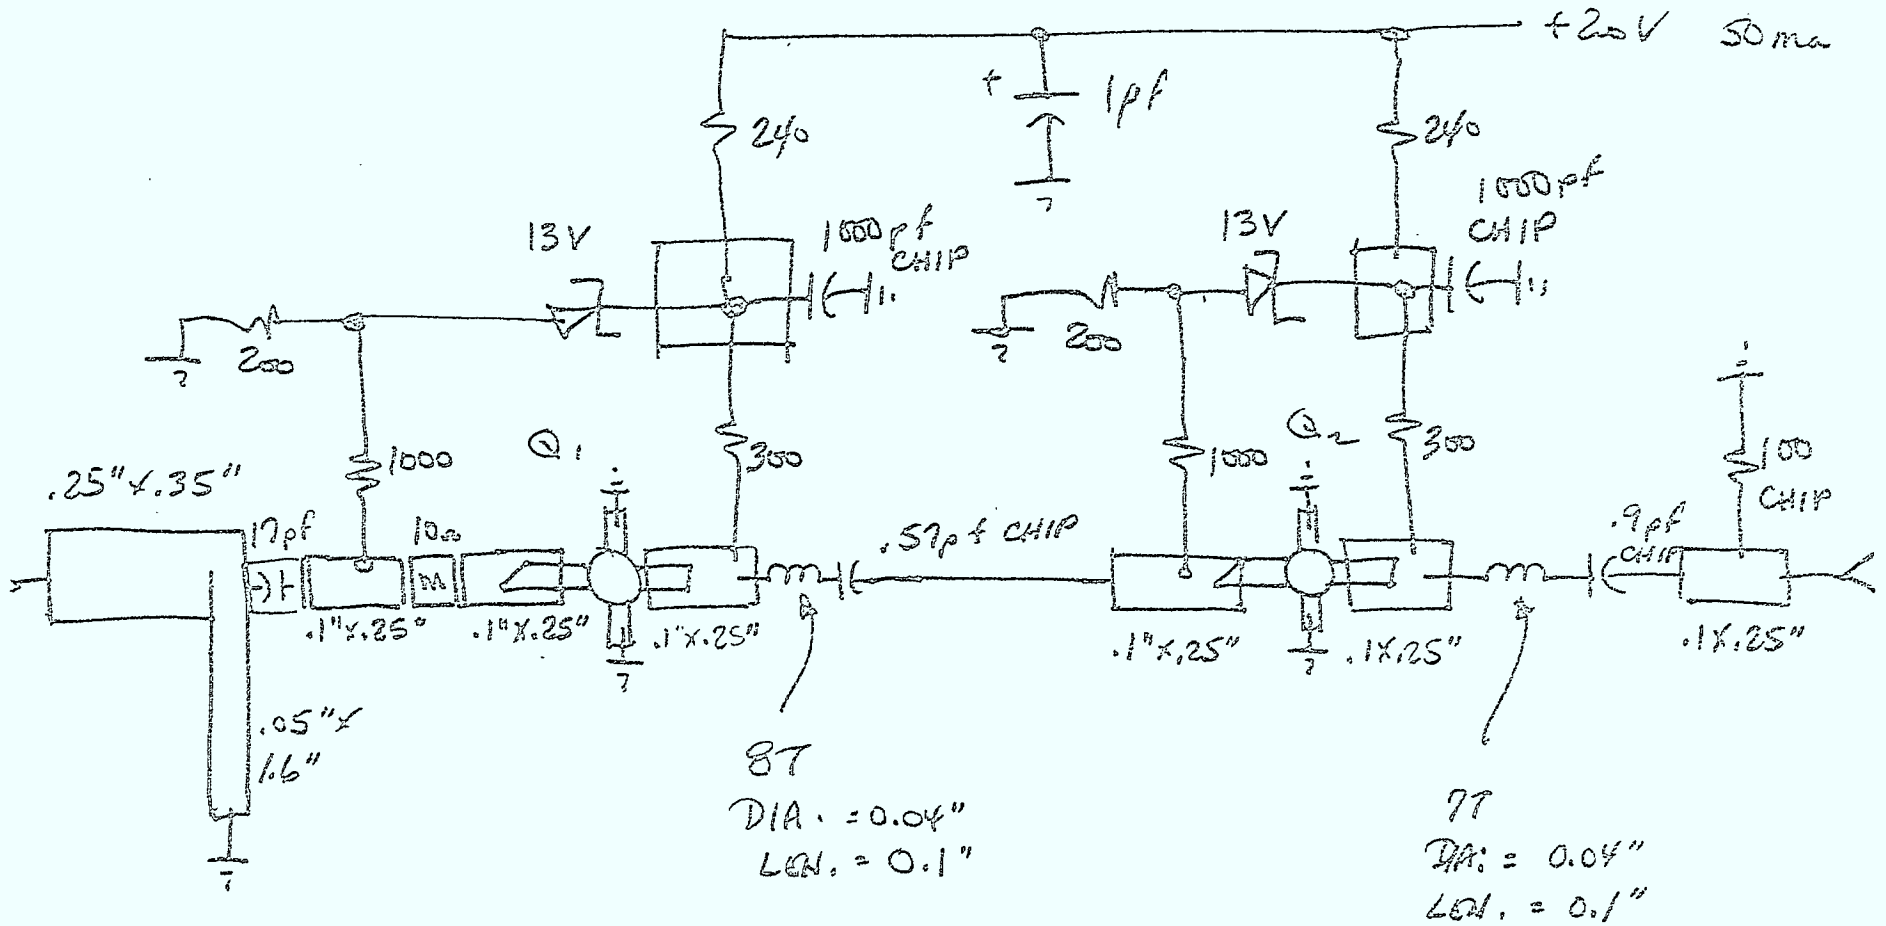 +20V 50ma
+
1pf
240
240
1000pf
CHIP
13V
1000pf
CHIP
13V
200
200
Q1
Q2
1000
300
1000
300
100
CHIP
.25"x.35"
17pf
10Ω
.57pf CHIP
.9pf
CHIP
.1"x.25"
.1"x.25"
.1"x.25"
.1"x.25"
.1x.25"
.1x.25"
.05"x
1.6"
8T
DIA. = 0.04"
LEN. = 0.1"
7T
DIA. = 0.04"
LEN. = 0.1"